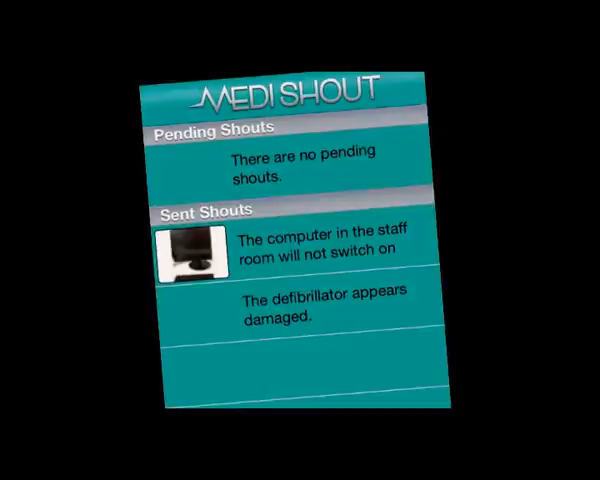 MEDI SHOUT
Pending Shouts
There are no pending
shouts.
Sent Shouts
The computer in the staff
room will not switch on
The defibrillator appears
damaged.